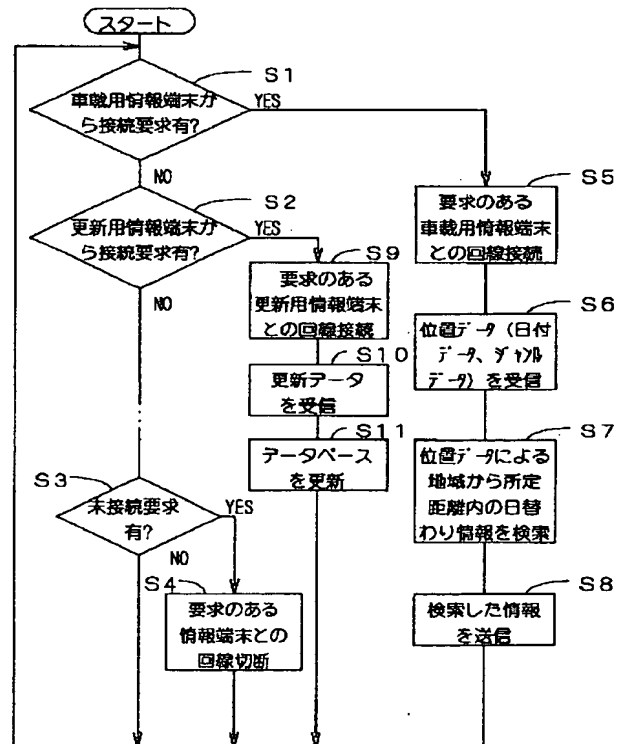 スタート
S1
車載用情報端末か
ら接続要求有?
YES
NO
S2
更新用情報端末か
ら接続要求有?
YES
NO
S3
未接続要求
有?
YES
NO
S4
要求のある
情報端末との
回線切断
S9
要求のある
更新用情報端末
との回線接続
S10
更新データ
を受信
S11
データベース
を更新
S5
要求のある
車載用情報端末
との回線接続
S6
位置データ(日付
データ、ジャンル
データ)を受信
S7
位置データによる
地域から所定
距離内の日替
わり情報を検索
S8
検索した情報
を送信